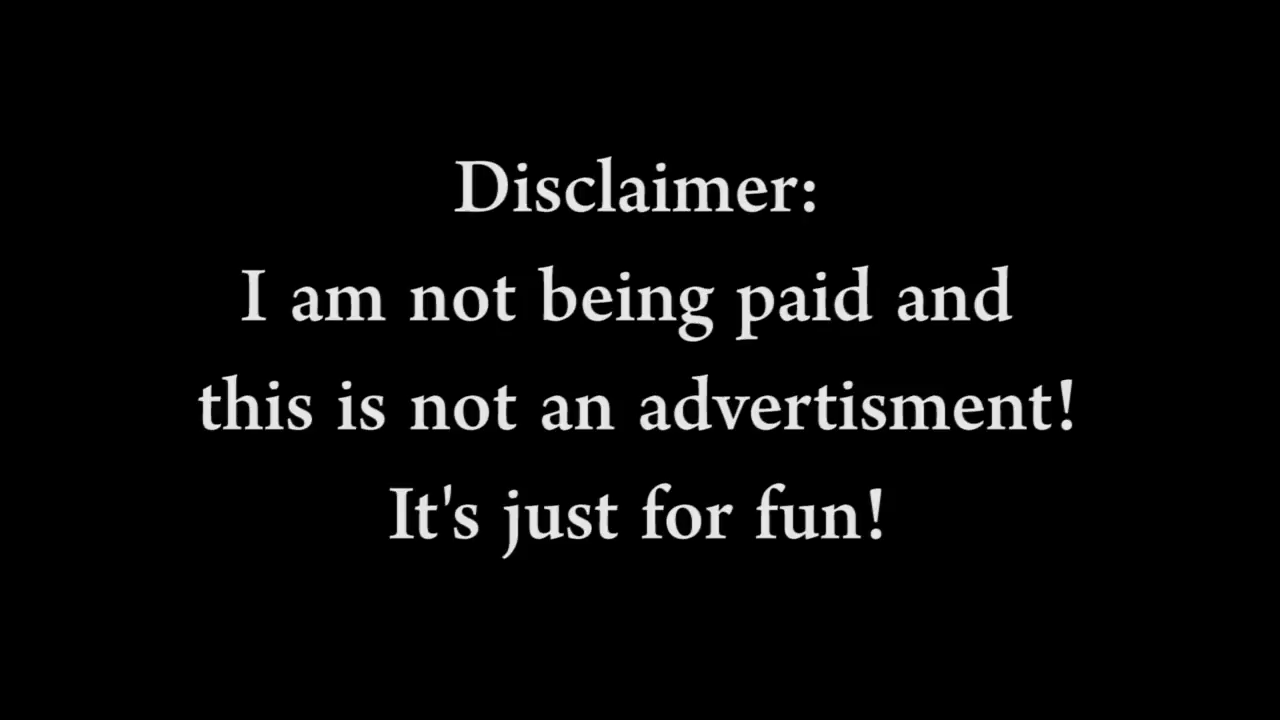 Disclaimer:
I am not being paid and
this is not an advertisment!
It's just for fun!